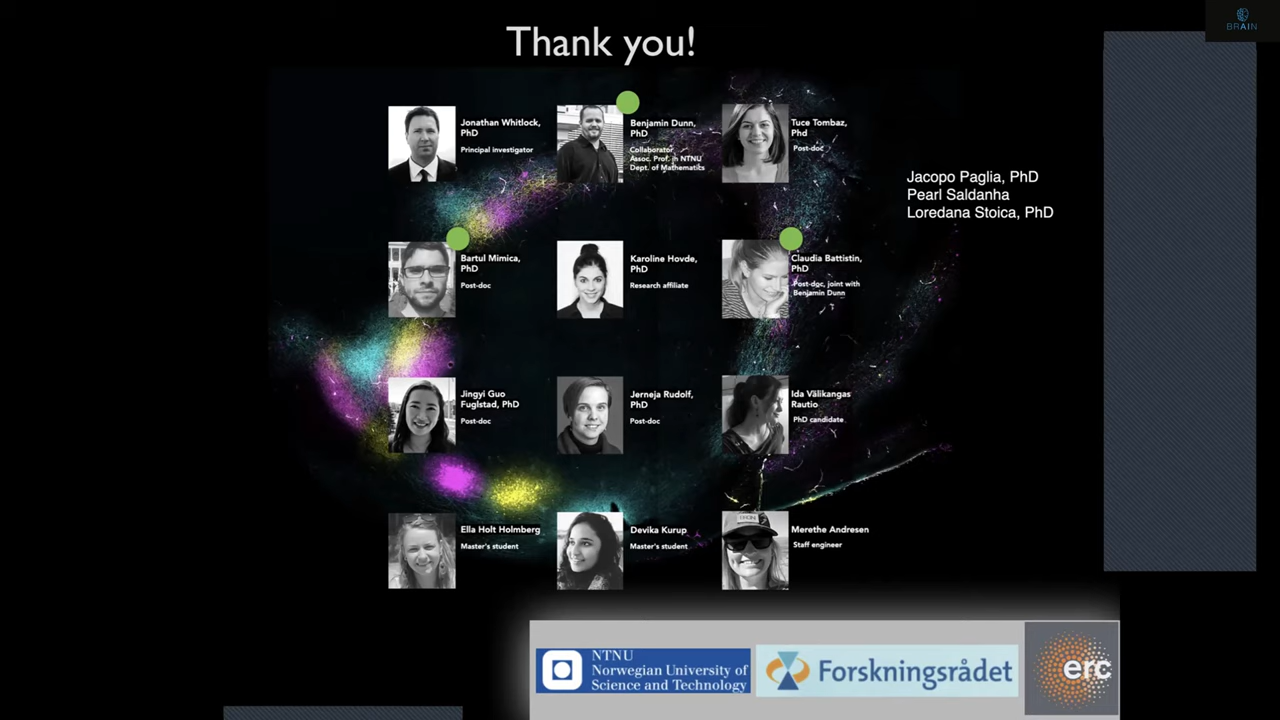 BRAIN
Thank you!
Jonathan Whitlock,
PhD
Principal investigator
Benjamin Dunn,
PhD
Collaborator
Assoc. Prof. in NTNU
Dept. of Mathematics
Tuce Tombaz,
Phd
Post-doc
Jacopo Paglia, PhD
Pearl Saldanha
Loredana Stoica, PhD
Bartul Mimica,
PhD
Post-doc
Karoline Hovde,
PhD
Research affiliate
Claudia Battistin,
PhD
Post-doc, joint with
Benjamin Dunn
Jingyi Guo
Fuglstad, PhD
Post-doc
Jerneja Rudolf,
PhD
Post-doc
Ida Välikangas
Rautio
PhD candidate
Ella Holt Holmberg
Master's student
Devika Kurup
Master's student
Merethe Andresen
Staff engineer
NTNU
Norwegian University of
Science and Technology
Forskningsrådet
erc